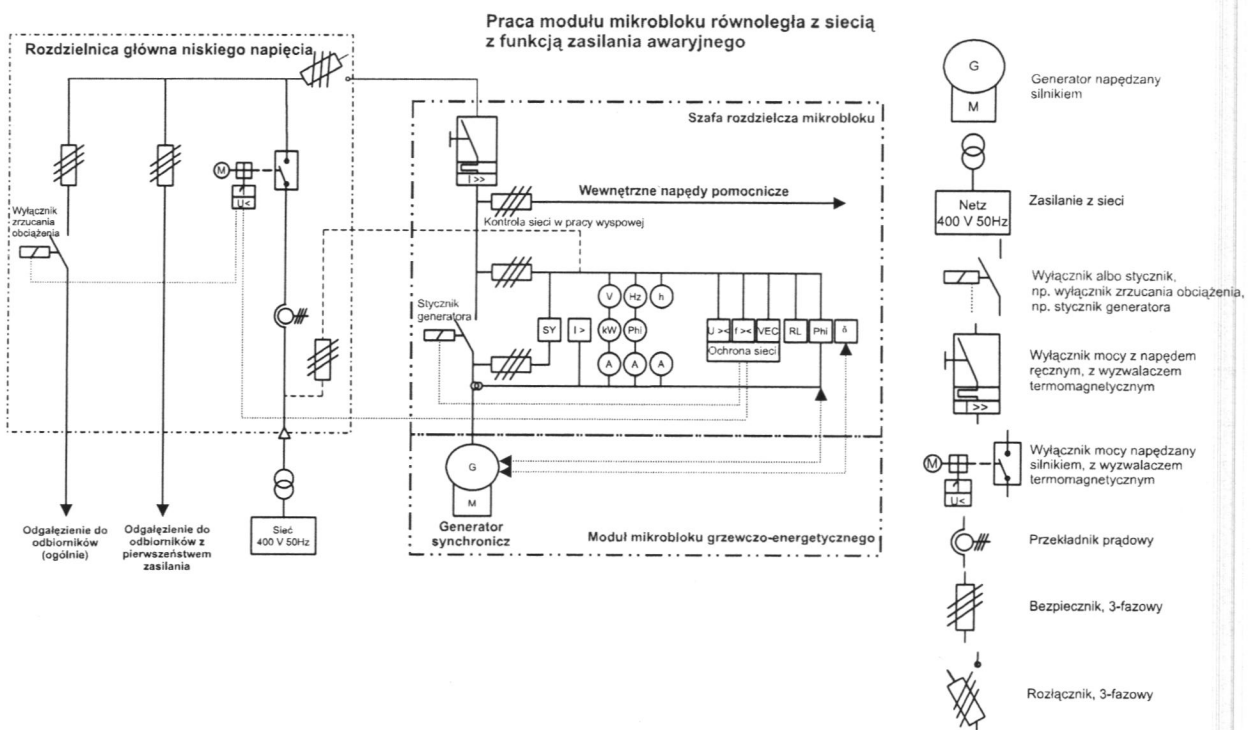 Praca modułu mikrobloku równoległa z siecią
z funkcją zasilania awaryjnego
Rozdzielnica główna niskiego napięcia
M
U<
Wyłącznik
zrzucania
obciążenia
Odgałęzienie do
odbiorników
(ogólnie)
Odgałęzienie do
odbiorników z
pierwszeństwem
zasilania
Sieć
400 V 50Hz
Szafa rozdzielcza mikrobloku
I >>
Wewnętrzne napędy pomocnicze
Kontrola sieci w pracy wyspowej
Stycznik
generatora
SY
I >
V
Hz
h
kW
Phi
A
A
A
U ><
f ><
VEC
Ochrona sieci
RL
Phi
δ
G
M
Generator
synchronicz
Moduł mikrobloku grzewczo-energetycznego
G
M
Generator napędzany
silnikiem
Netz
400 V 50Hz
Zasilanie z sieci
Wyłącznik albo stycznik,
np. wyłącznik zrzucania obciążenia,
np. stycznik generatora
I >>
Wyłącznik mocy z napędem
ręcznym, z wyzwalaczem
termomagnetycznym
M
U<
Wyłącznik mocy napędzany
silnikiem, z wyzwalaczem
termomagnetycznym
Przekładnik prądowy
Bezpiecznik, 3-fazowy
Rozłącznik, 3-fazowy